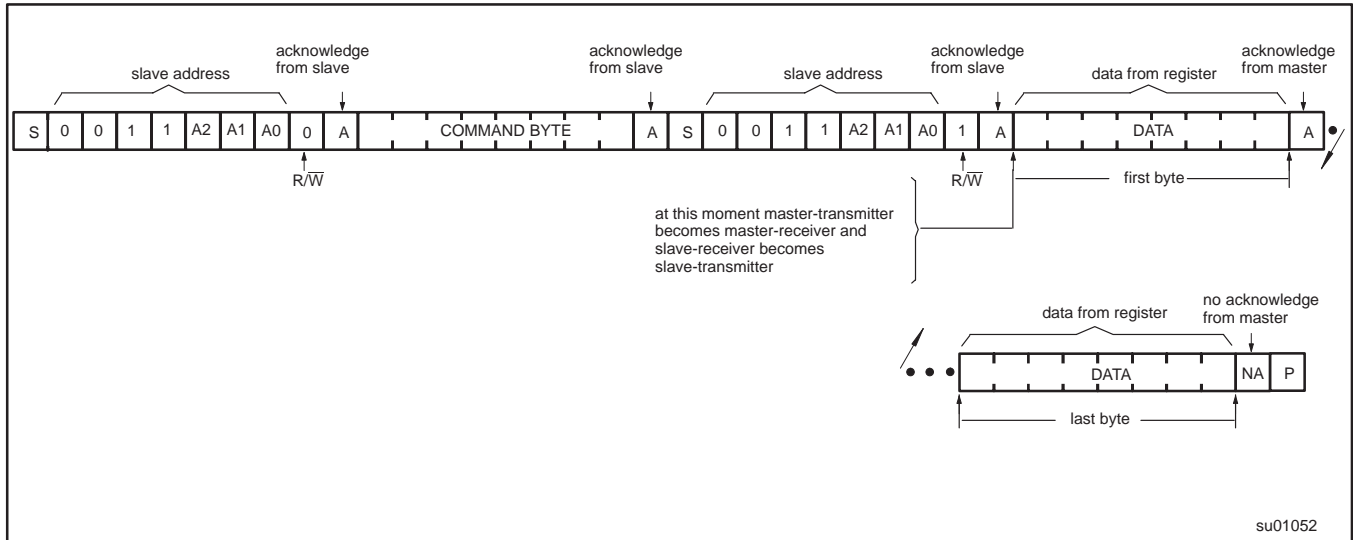 acknowledge
from slave
acknowledge
from slave
acknowledge
from slave
acknowledge
from master
slave address
slave address
data from register
S 0 0 1 1 A2 A1 A0 0 A COMMAND BYTE A S 0 0 1 1 A2 A1 A0 1 A DATA A
R/W̅
R/W̅
first byte
at this moment master-transmitter
becomes master-receiver and
slave-receiver becomes
slave-transmitter
data from register
no acknowledge
from master
DATA NA P
last byte
su01052